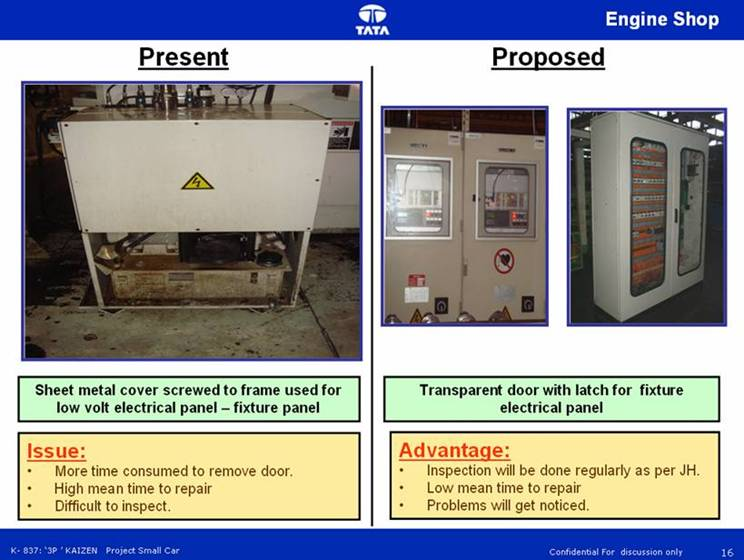 TATA
Engine Shop
Present
Proposed
Sheet metal cover screwed to frame used for
low volt electrical panel – fixture panel
Transparent door with latch for fixture
electrical panel
Issue:
• More time consumed to remove door.
• High mean time to repair
• Difficult to inspect.
Advantage:
• Inspection will be done regularly as per JH.
• Low mean time to repair
• Problems will get noticed.
K- 837: ‘3P ’ KAIZEN Project Small Car
Confidential For discussion only
16